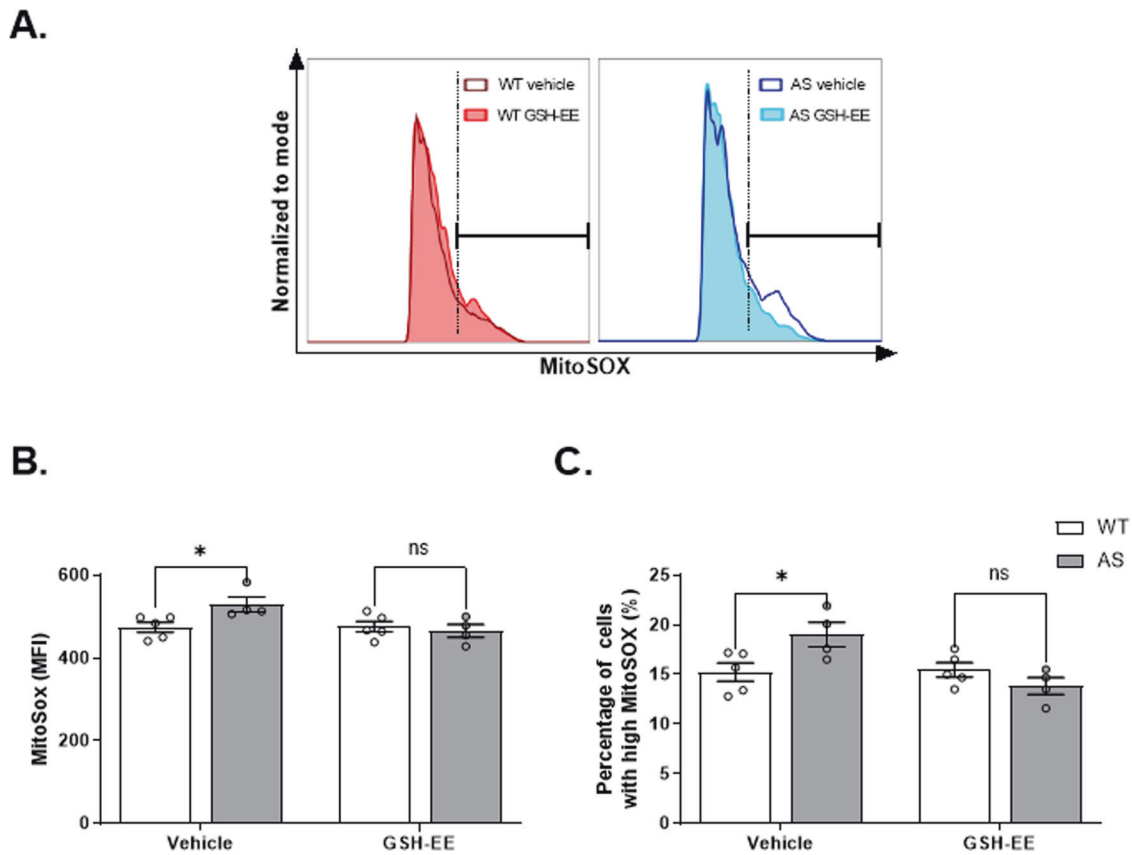 A.
WT vehicle
WT GSH-EE
AS vehicle
AS GSH-EE
Normalized to mode
MitoSOX
B.
C.
WT
AS
*
ns
600
400
200
0
MitoSox (MFI)
Vehicle
GSH-EE
*
ns
25
20
15
10
5
0
Percentage of cells
with high MitoSOX (%)
Vehicle
GSH-EE